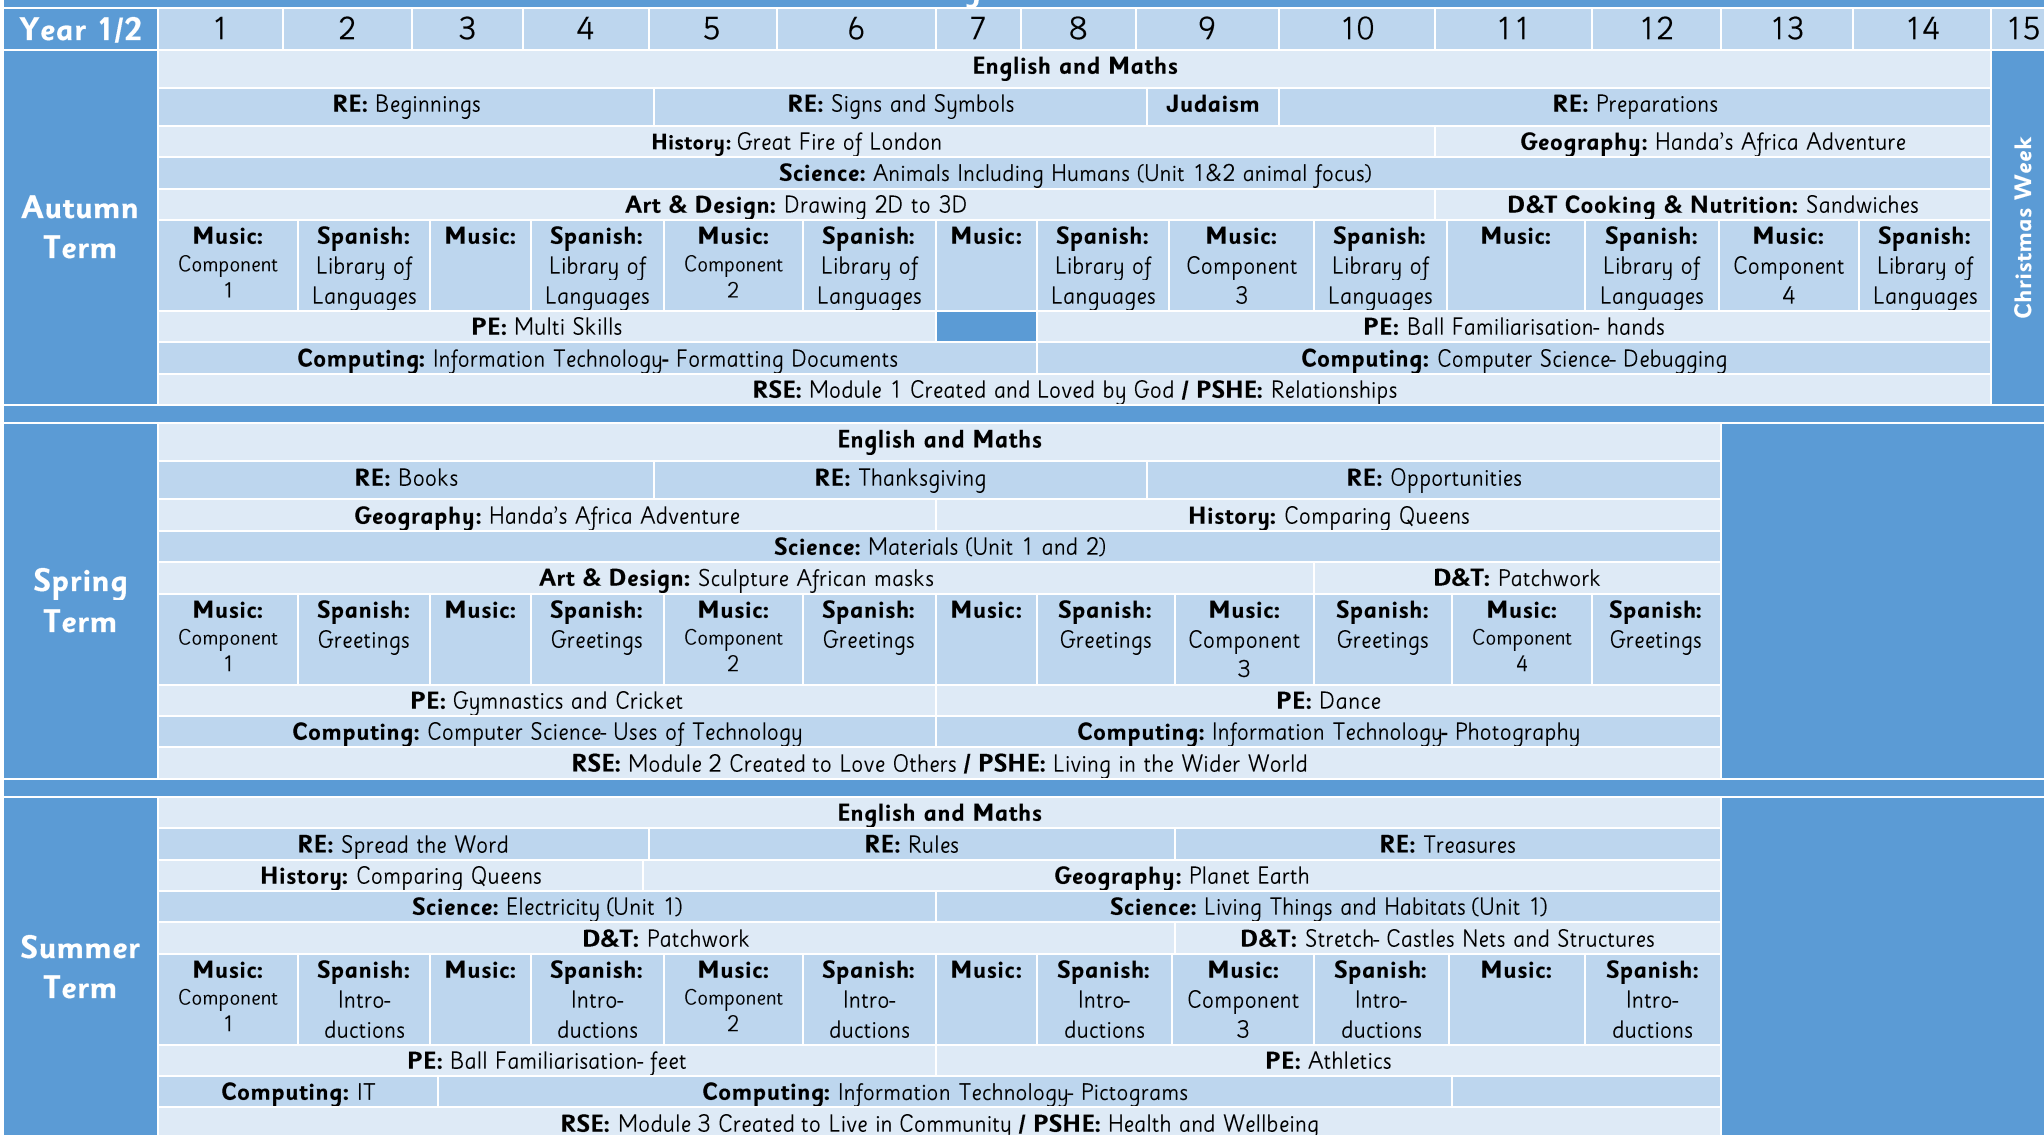 Year 1/2 1 2 3 4 5 6 7 8 9 10 11 12 13 14 15
Autumn Term
English and Maths
RE: Beginnings RE: Signs and Symbols Judaism RE: Preparations
History: Great Fire of London Geography: Handa's Africa Adventure
Science: Animals Including Humans (Unit 1&2 animal focus)
Art & Design: Drawing 2D to 3D D&T Cooking & Nutrition: Sandwiches
Music: Spanish: Music: Spanish: Music: Spanish: Music: Spanish: Music: Spanish: Music: Spanish: Music: Spanish:
Component Library of Library of Component Library of Library of Component Library of Library of Component Library of
1 Languages Languages 2 Languages Languages 3 Languages Languages 4 Languages
PE: Multi Skills PE: Ball Familiarisation- hands
Computing: Information Technology- Formatting Documents Computing: Computer Science- Debugging
RSE: Module 1 Created and Loved by God / PSHE: Relationships
Christmas Week
Spring Term
English and Maths
RE: Books RE: Thanksgiving RE: Opportunities
Geography: Handa's Africa Adventure History: Comparing Queens
Science: Materials (Unit 1 and 2)
Art & Design: Sculpture African masks D&T: Patchwork
Music: Spanish: Music: Spanish: Music: Spanish: Music: Spanish: Music: Spanish: Music: Spanish:
Component Greetings Greetings Component Greetings Greetings Component Greetings Component Greetings
1 2 3 4
PE: Gymnastics and Cricket PE: Dance
Computing: Computer Science- Uses of Technology Computing: Information Technology- Photography
RSE: Module 2 Created to Love Others / PSHE: Living in the Wider World
Summer Term
English and Maths
RE: Spread the Word RE: Rules RE: Treasures
History: Comparing Queens Geography: Planet Earth
Science: Electricity (Unit 1) Science: Living Things and Habitats (Unit 1)
D&T: Patchwork D&T: Stretch- Castles Nets and Structures
Music: Spanish: Music: Spanish: Music: Spanish: Music: Spanish: Music: Spanish: Music: Spanish:
Component Intro- Intro- Component Intro- Intro- Component Intro- Intro-
1 ductions ductions 2 ductions ductions 3 ductions ductions
PE: Ball Familiarisation- feet PE: Athletics
Computing: IT Computing: Information Technology- Pictograms
RSE: Module 3 Created to Live in Community / PSHE: Health and Wellbeing